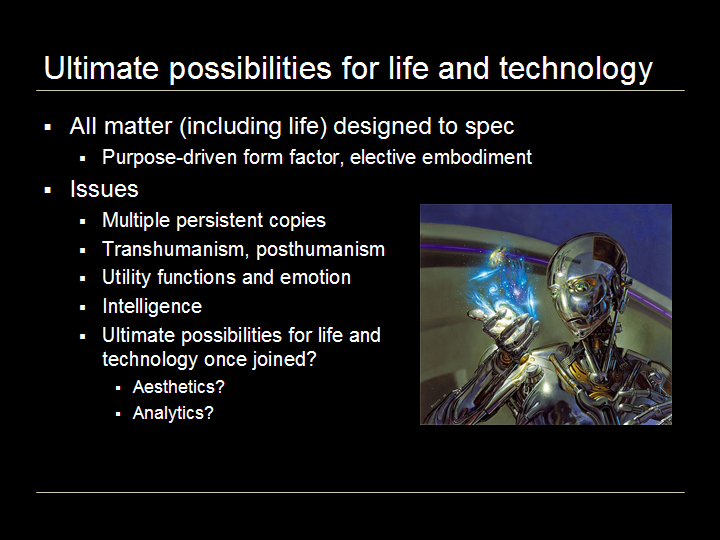 Ultimate possibilities for life and technology
▪ All matter (including life) designed to spec
▪ Purpose-driven form factor, elective embodiment
▪ Issues
▪ Multiple persistent copies
▪ Transhumanism, posthumanism
▪ Utility functions and emotion
▪ Intelligence
▪ Ultimate possibilities for life and
technology once joined?
▪ Aesthetics?
▪ Analytics?